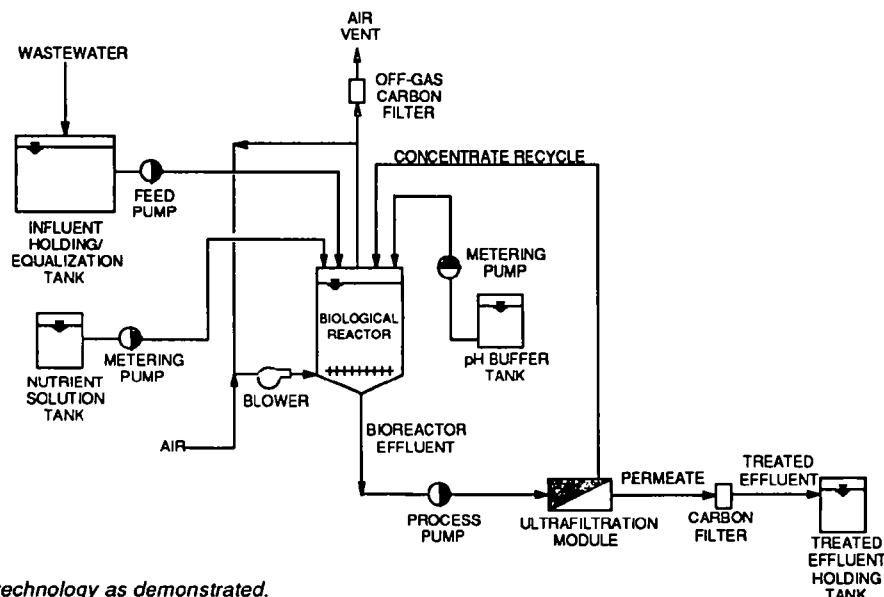 AIR
VENT
WASTEWATER
OFF-GAS
CARBON
FILTER
CONCENTRATE RECYCLE
FEED
PUMP
INFLUENT
HOLDING/
EQUALIZATION
TANK
METERING
PUMP
BIOLOGICAL
REACTOR
pH BUFFER
TANK
METERING
PUMP
NUTRIENT
SOLUTION
TANK
BLOWER
AIR
BIOREACTOR
EFFLUENT
PROCESS
PUMP
ULTRAFILTRATION
MODULE
PERMEATE
CARBON
FILTER
TREATED
EFFLUENT
TREATED
EFFLUENT
HOLDING
TANK
technology as demonstrated.